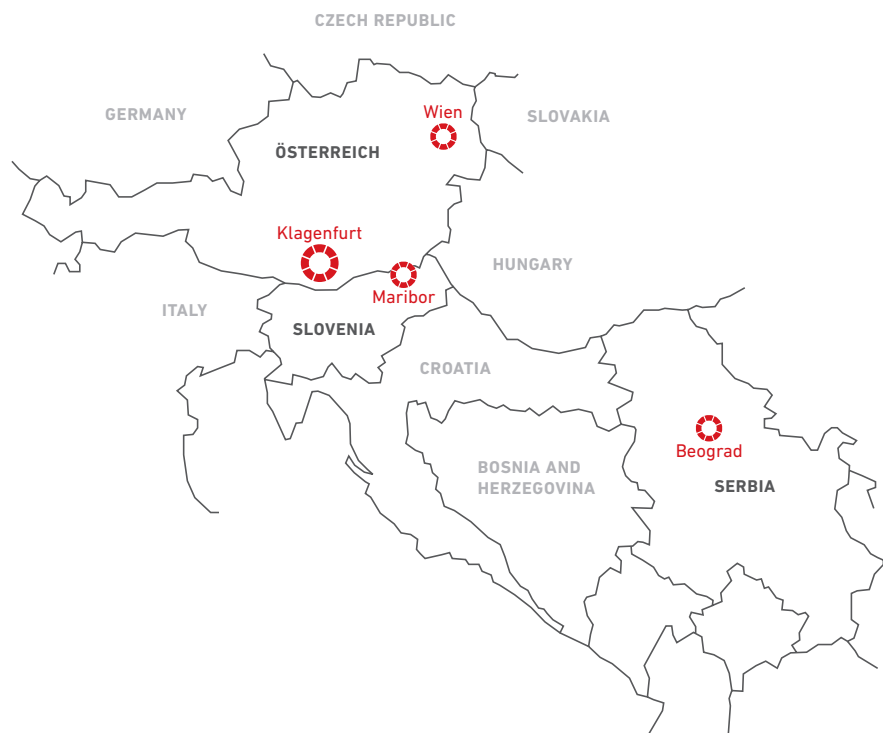 CZECH REPUBLIC
GERMANY
Wien
SLOVAKIA
ÖSTERREICH
Klagenfurt
HUNGARY
Maribor
ITALY
SLOVENIA
CROATIA
Beograd
BOSNIA AND
HERZEGOVINA
SERBIA